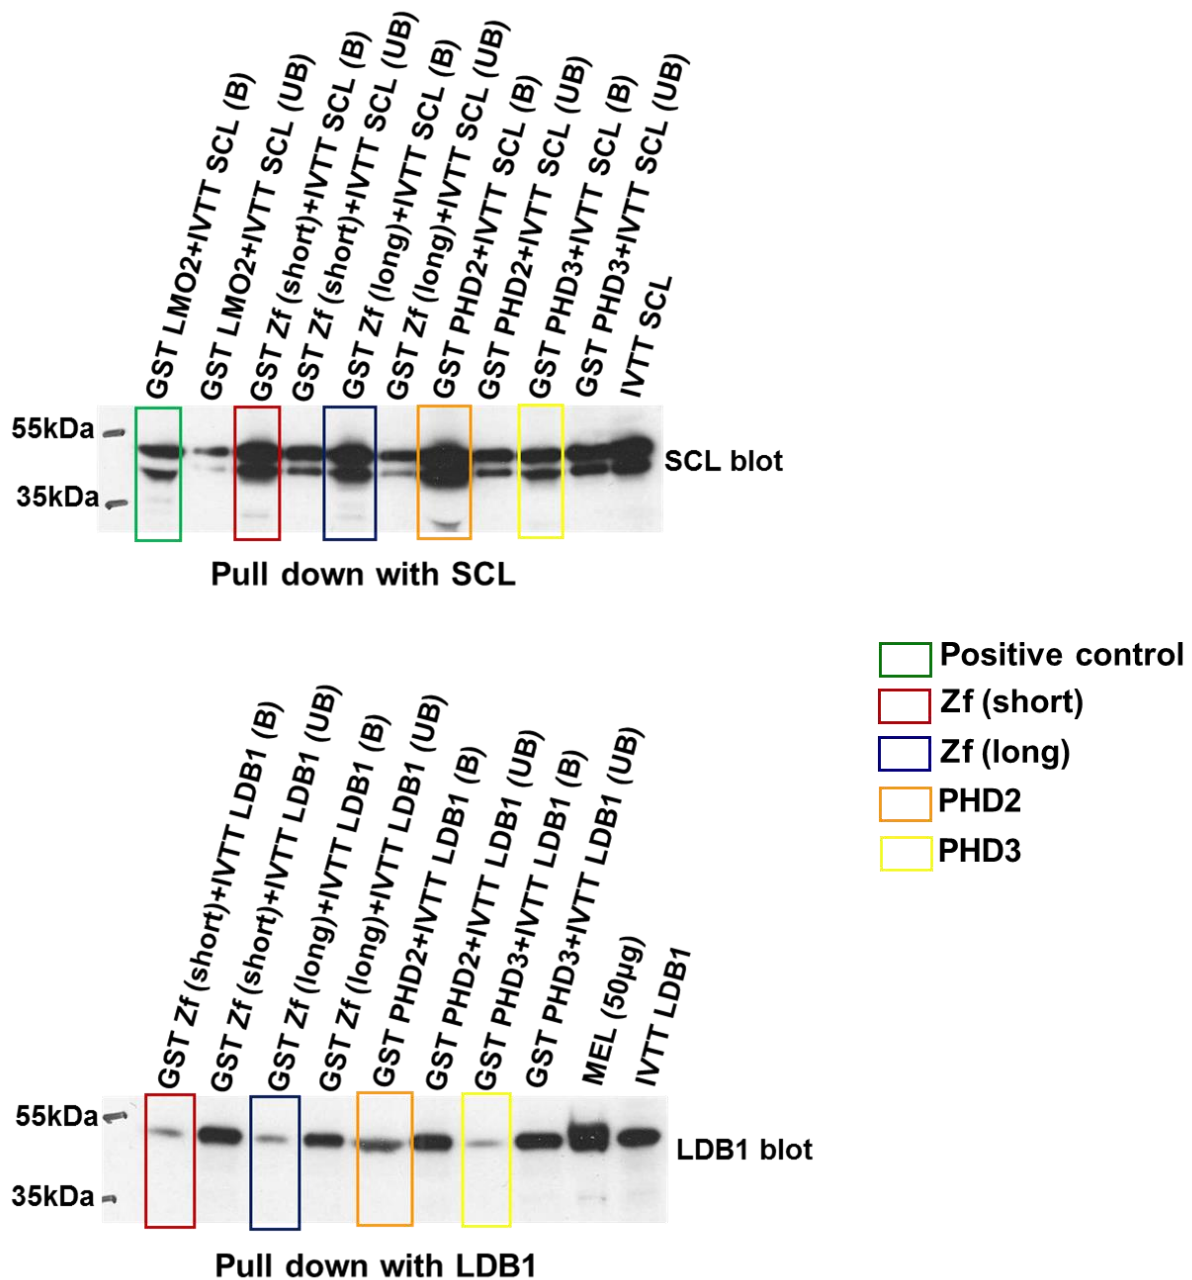 GST LMO2+IVTT SCL (B)
GST LMO2+IVTT SCL (UB)
GST Zf (short)+IVTT SCL (B)
GST Zf (short)+IVTT SCL (UB)
GST Zf (long)+IVTT SCL (B)
GST Zf (long)+IVTT SCL (UB)
GST PHD2+IVTT SCL (B)
GST PHD2+IVTT SCL (UB)
GST PHD3+IVTT SCL (B)
GST PHD3+IVTT SCL (UB)
IVTT SCL
55kDa
35kDa
SCL blot
Pull down with SCL
Positive control
Zf (short)
Zf (long)
PHD2
PHD3
GST Zf (short)+IVTT LDB1 (B)
GST Zf (short)+IVTT LDB1 (UB)
GST Zf (long)+IVTT LDB1 (B)
GST Zf (long)+IVTT LDB1 (UB)
GST PHD2+IVTT LDB1 (B)
GST PHD2+IVTT LDB1 (UB)
GST PHD3+IVTT LDB1 (B)
GST PHD3+IVTT LDB1 (UB)
MEL (50µg)
IVTT LDB1
55kDa
35kDa
LDB1 blot
Pull down with LDB1